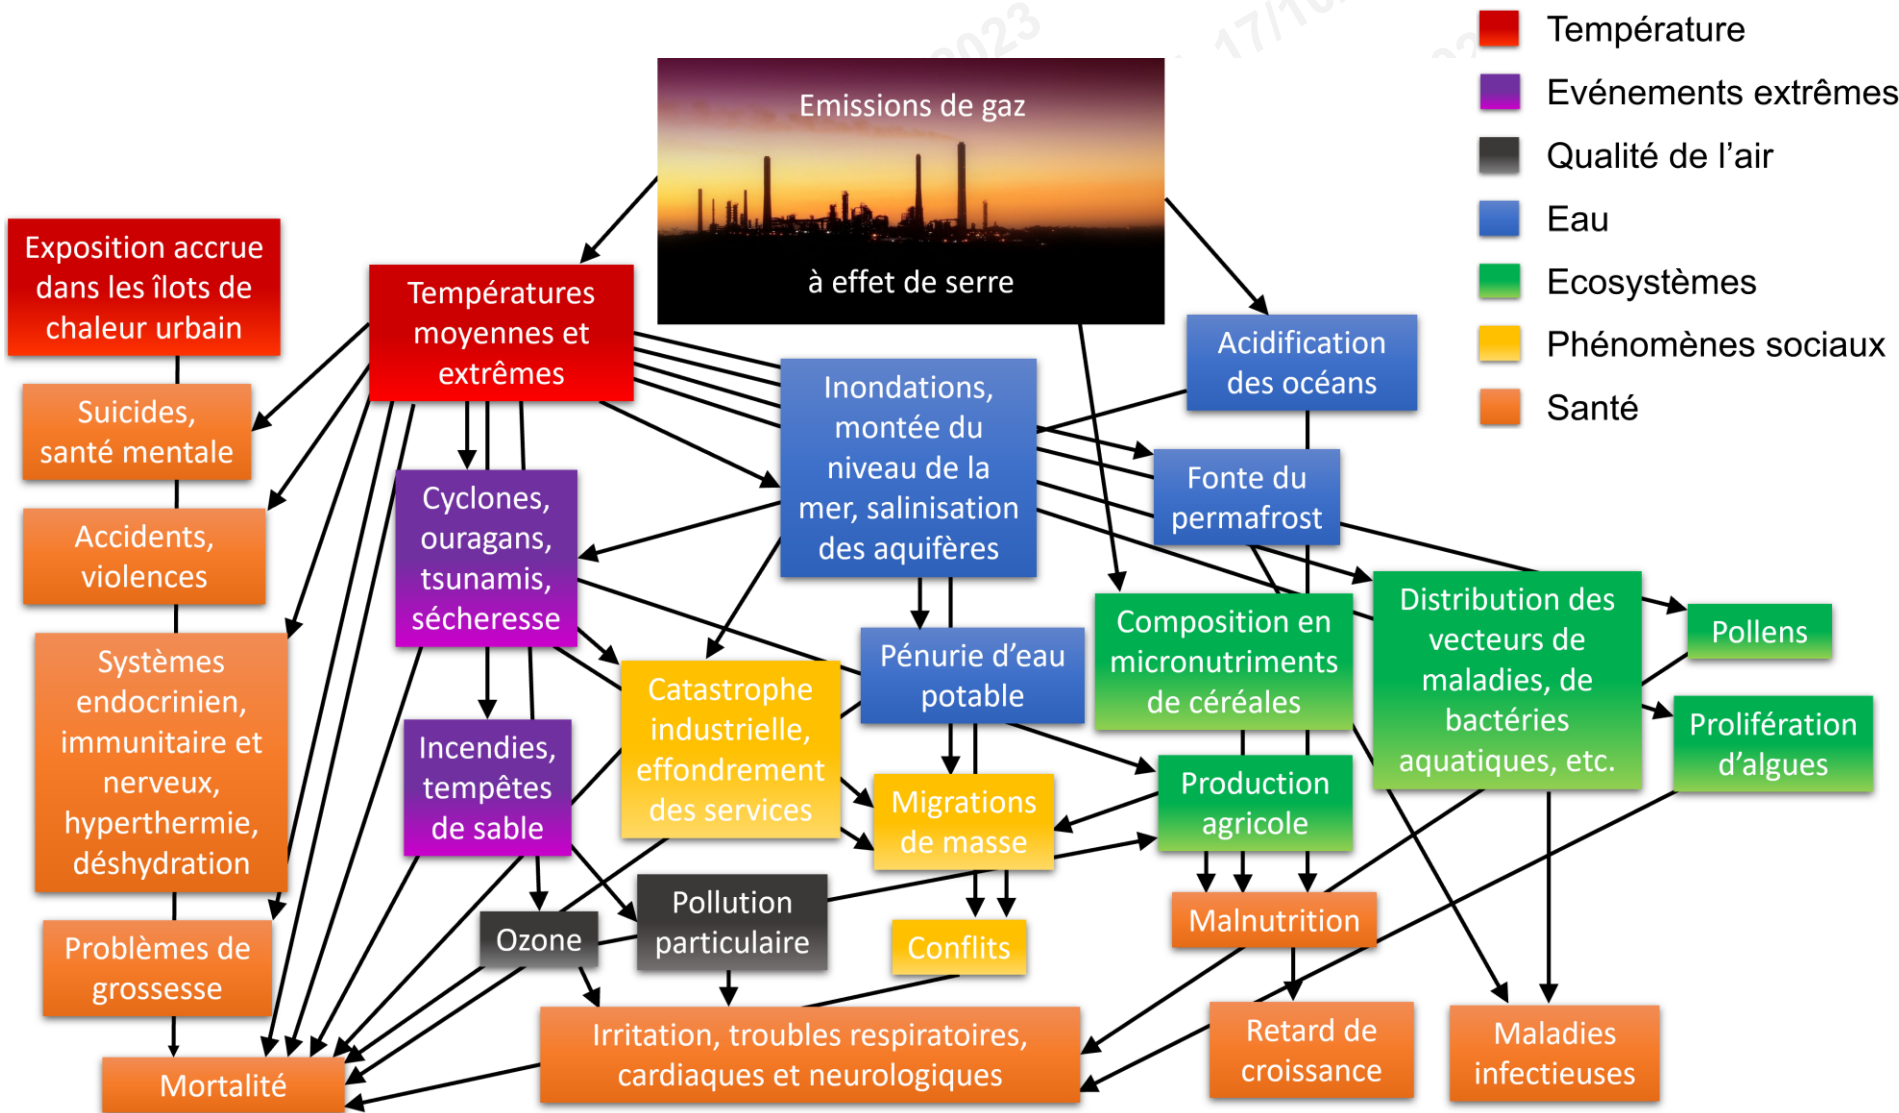 2023
17/10
Température
Evénements extrêmes
Qualité de l'air
Eau
Ecosystèmes
Phénomènes sociaux
Santé
Emissions de gaz
à effet de serre
Exposition accrue
dans les îlots de
chaleur urbain
Températures
moyennes et
extrêmes
Acidification
des océans
Inondations,
montée du
niveau de la
mer, salinisation
des aquifères
Suicides,
santé mentale
Fonte du
permafrost
Cyclones,
ouragans,
tsunamis,
sécheresse
Accidents,
violences
Distribution des
vecteurs de
maladies, de
bactéries
aquatiques, etc.
Composition en
micronutriments
de céréales
Pollens
Pénurie d'eau
potable
Systèmes
endocrinien,
immunitaire et
nerveux,
hyperthermie,
déshydration
Catastrophe
industrielle,
effondrement
des services
Prolifération
d'algues
Incendies,
tempêtes
de sable
Production
agricole
Migrations
de masse
Pollution
particulaire
Malnutrition
Ozone
Conflits
Problèmes de
grossesse
Irritation, troubles respiratoires,
cardiaques et neurologiques
Retard de
croissance
Maladies
infectieuses
Mortalité